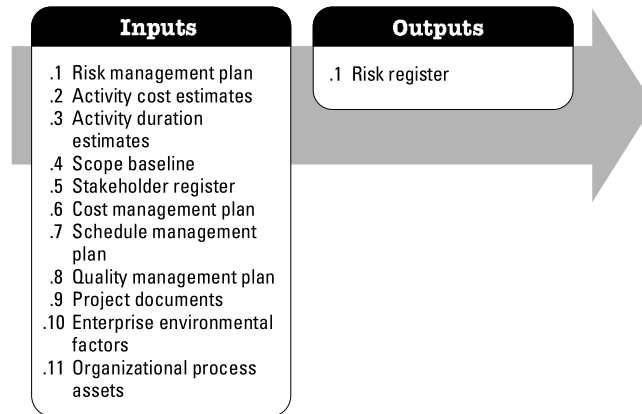 Inputs
.1 Risk management plan
.2 Activity cost estimates
.3 Activity duration
estimates
.4 Scope baseline
.5 Stakeholder register
.6 Cost management plan
.7 Schedule management
plan
.8 Quality management plan
.9 Project documents
.10 Enterprise environmental
factors
.11 Organizational process
assets
Outputs
.1 Risk register